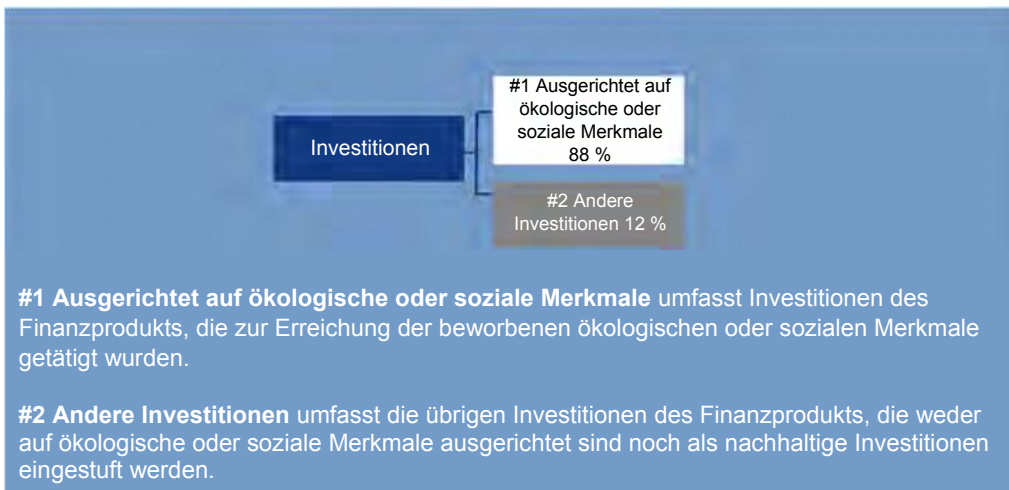 #1 Ausgerichtet auf
ökologische oder
soziale Merkmale
88 %
Investitionen
#2 Andere
Investitionen 12 %
#1 Ausgerichtet auf ökologische oder soziale Merkmale umfasst Investitionen des
Finanzprodukts, die zur Erreichung der beworbenen ökologischen oder sozialen Merkmale
getätigt wurden.
#2 Andere Investitionen umfasst die übrigen Investitionen des Finanzprodukts, die weder
auf ökologische oder soziale Merkmale ausgerichtet sind noch als nachhaltige Investitionen
eingestuft werden.